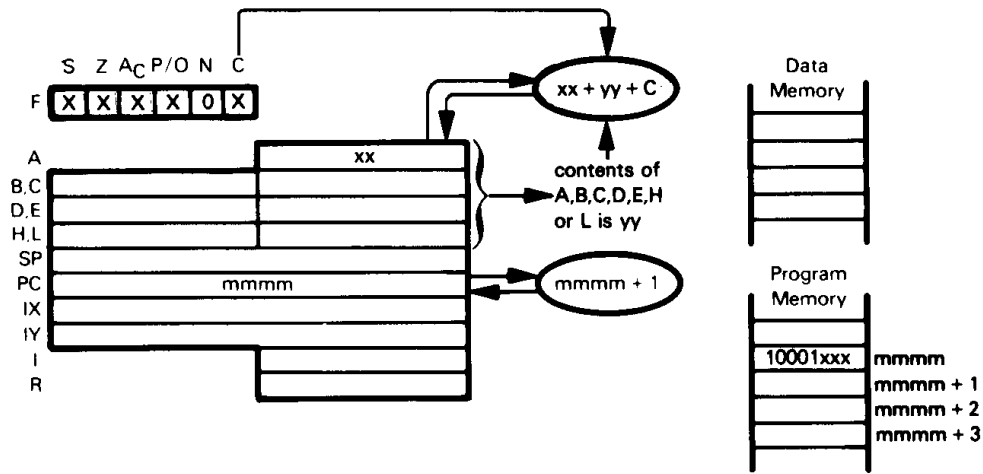 S Z AC P/O N C
F X X X X 0 X
xx + yy + C
A xx
B,C
D,E
H,L
SP
PC mmmm
IX
IY
I
R
contents of
A,B,C,D,E,H
or L is yy
mmmm + 1
Data
Memory
Program
Memory
10001xxx mmmm
mmmm + 1
mmmm + 2
mmmm + 3